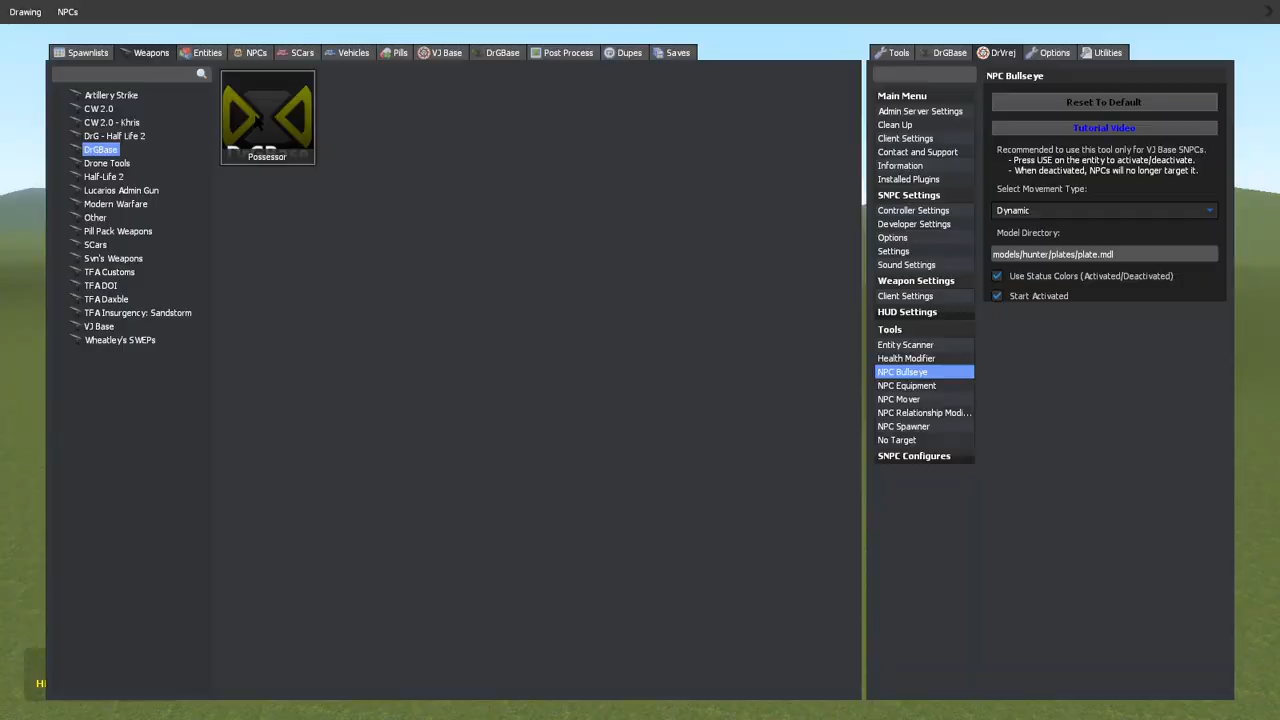 Drawing NPCs
Spawnlists Weapons Entities NPCs SCars Vehicles Pills VJ Base DrGBase Post Process Dupes Saves
Tools DrGBase DrVrej Options Utilities
Artillery Strike
CW 2.0
CW 2.0 - Khris
DrG - Half Life 2
DrGBase
Drone Tools
Half-Life 2
Lucarios Admin Gun
Modern Warfare
Other
Pill Pack Weapons
SCars
Svn's Weapons
TFA Customs
TFA DOI
TFA Daxble
TFA Insurgency: Sandstorm
VJ Base
Wheatley's SWEPs
DrGBase
Possessor
Main Menu
Admin Server Settings
Clean Up
Client Settings
Contact and Support
Information
Installed Plugins
SNPC Settings
Controller Settings
Developer Settings
Options
Settings
Sound Settings
Weapon Settings
Client Settings
HUD Settings
Tools
Entity Scanner
Health Modifier
NPC Bullseye
NPC Equipment
NPC Mover
NPC Relationship Modi...
NPC Spawner
No Target
SNPC Configures
NPC Bullseye
Reset To Default
Tutorial Video
Recommended to use this tool only for VJ Base SNPCs.
- Press USE on the entity to activate/deactivate.
- When deactivated, NPCs will no longer target it.
Select Movement Type:
Dynamic
Model Directory:
models/hunter/plates/plate.mdl
Use Status Colors (Activated/Deactivated)
Start Activated